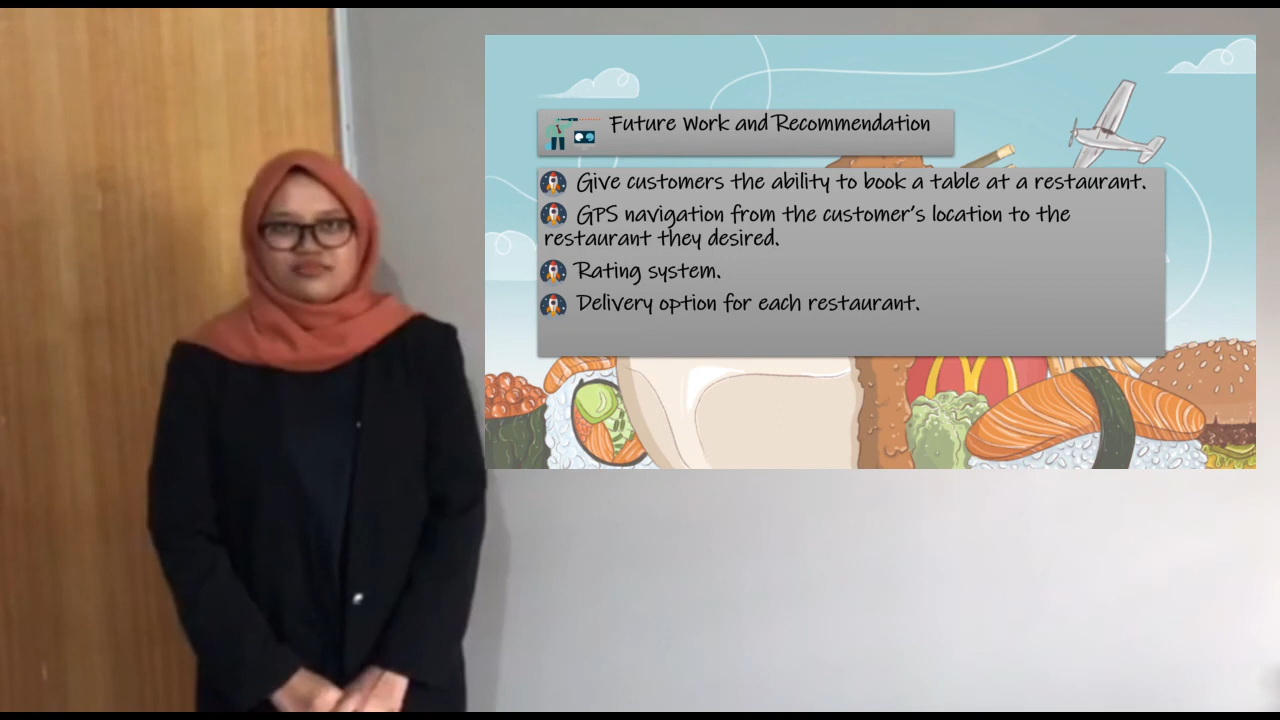 Future Work and Recommendation
Give customers the ability to book a table at a restaurant.
GPS navigation from the customer's location to the
restaurant they desired.
Rating system.
Delivery option for each restaurant.